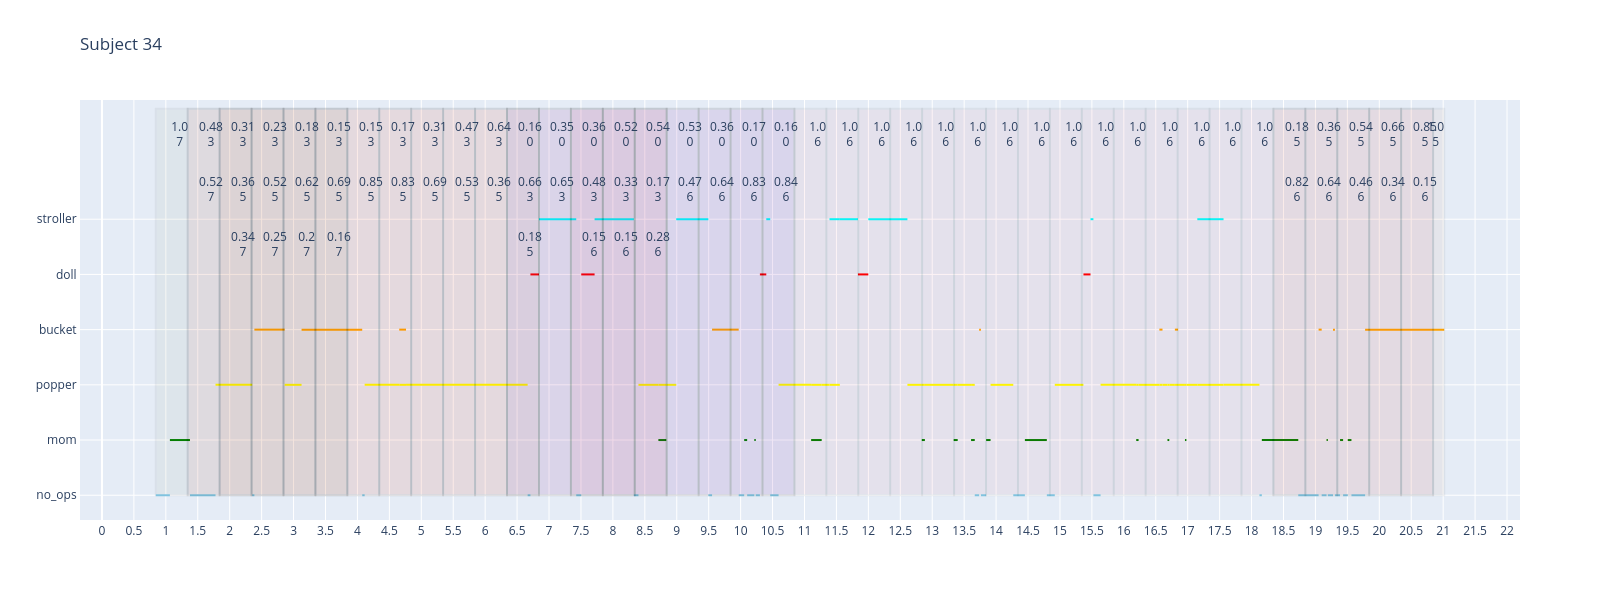 Subject 34
1.0 0.48 0.31 0.23 0.18 0.15 0.15 0.17 0.31 0.47 0.64 0.16 0.35 0.36 0.52 0.54 0.53 0.36 0.17 0.16 1.0 1.0 1.0 1.0 1.0 1.0 1.0 1.0 1.0 1.0 1.0 1.0 1.0 1.0 1.0 0.18 0.36 0.54 0.66 0.85
7 3 3 3 3 3 3 3 3 3 3 0 0 0 0 0 0 0 0 0 6 6 6 6 6 6 6 6 6 6 6 6 6 6 6 5 5 5 5 5 5
0.52 0.36 0.52 0.62 0.69 0.85 0.83 0.69 0.53 0.36 0.66 0.65 0.48 0.33 0.17 0.47 0.64 0.83 0.84 0.82 0.64 0.46 0.34 0.15
7 5 5 5 5 5 5 5 5 5 3 3 3 3 3 6 6 6 6 6 6 6 6 6
stroller
0.34 0.25 0.2 0.16 0.18 0.15 0.15 0.28
7 7 7 7 5 6 6 6
doll
bucket
popper
mom
no_ops
0 0.5 1 1.5 2 2.5 3 3.5 4 4.5 5 5.5 6 6.5 7 7.5 8 8.5 9 9.5 10 10.5 11 11.5 12 12.5 13 13.5 14 14.5 15 15.5 16 16.5 17 17.5 18 18.5 19 19.5 20 20.5 21 21.5 22